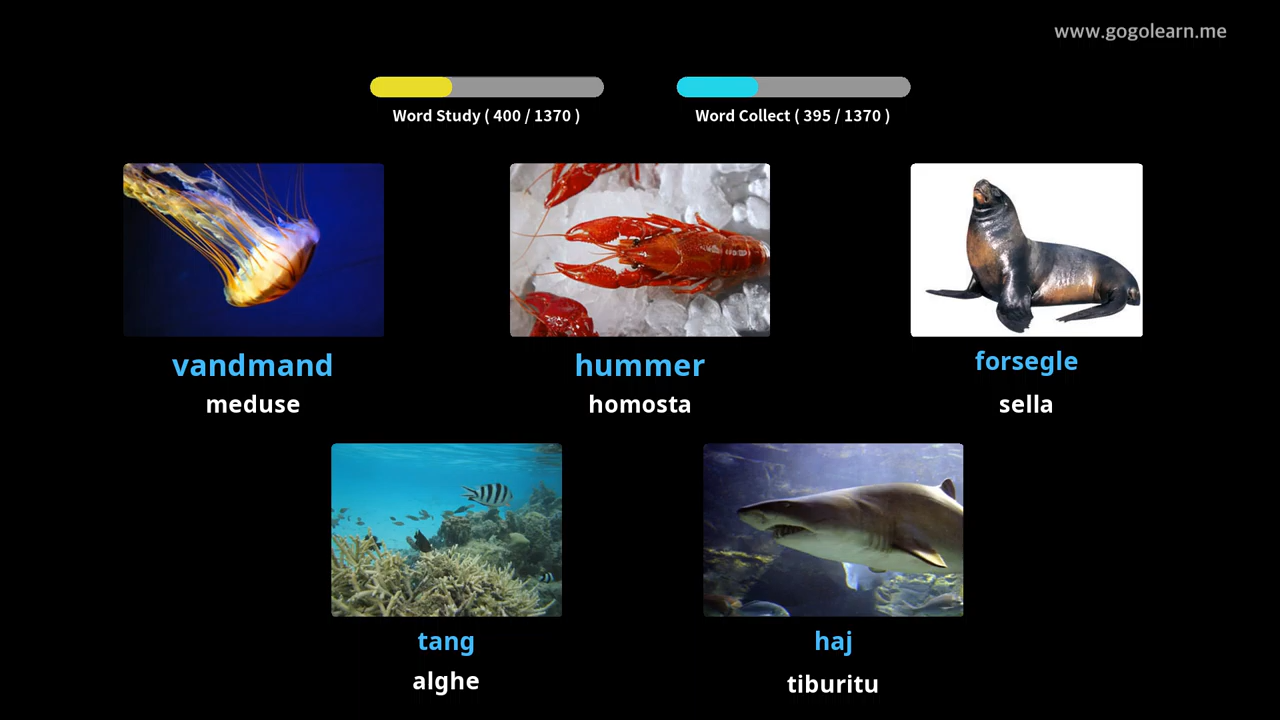 www.gogolearn.me
Word Study ( 400 / 1370 )
Word Collect ( 395 / 1370 )
vandmand
hummer
forsegle
meduse
homosta
sella
tang
haj
alghe
tiburitu